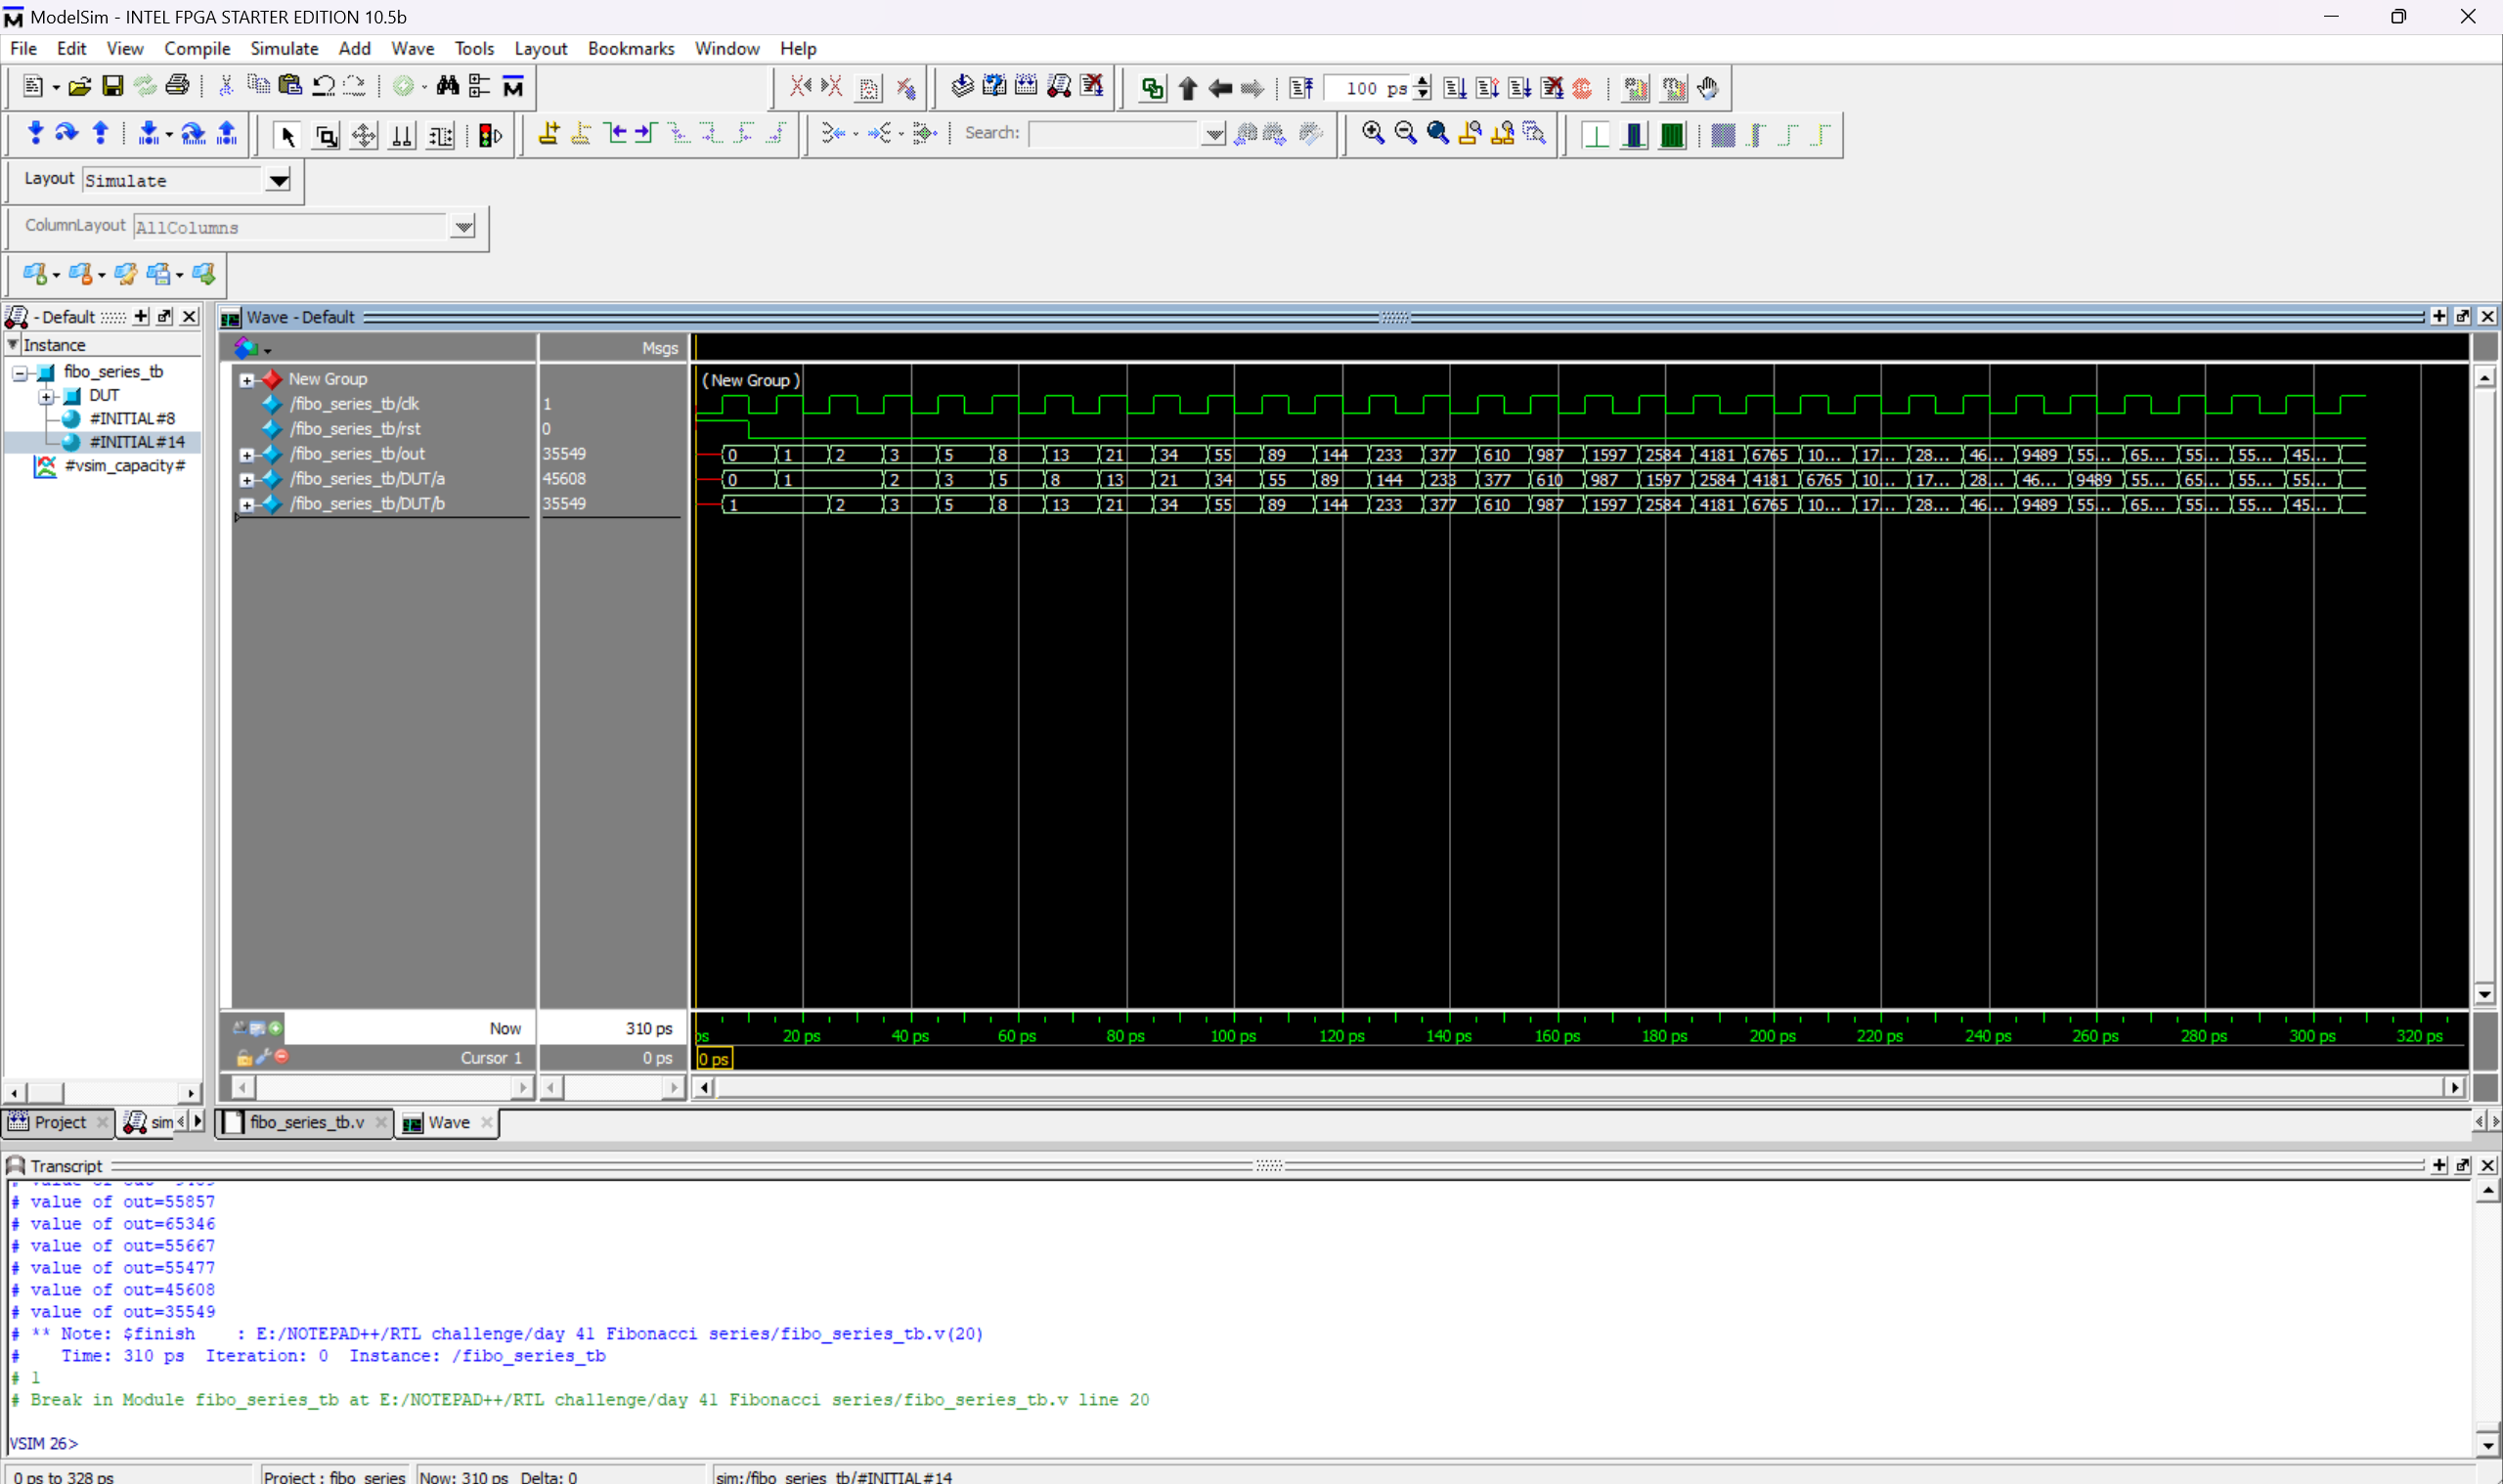 ModelSim - INTEL FPGA STARTER EDITION 10.5b
File Edit View Compile Simulate Add Wave Tools Layout Bookmarks Window Help
100 ps
Search:
Layout Simulate
ColumnLayout AllColumns
- Default
Wave - Default
Instance
Msgs
fibo_series_tb
DUT
#INITIAL#8
#INITIAL#14
#vsim_capacity#
New Group
(New Group)
/fibo_series_tb/clk 1
/fibo_series_tb/rst 0
/fibo_series_tb/out 35549 0 1 2 3 5 8 13 21 34 55 89 144 233 377 610 987 1597 2584 4181 6765 10... 17... 28... 46... 9489 55... 65... 55... 55... 45...
/fibo_series_tb/DUT/a 45608 0 1 2 3 5 8 13 21 34 55 89 144 233 377 610 987 1597 2584 4181 6765 10... 17... 28... 46... 9489 55... 65... 55... 55...
/fibo_series_tb/DUT/b 35549 1 2 3 5 8 13 21 34 55 89 144 233 377 610 987 1597 2584 4181 6765 10... 17... 28... 46... 9489 55... 65... 55... 55... 45...
Now 310 ps ps 20 ps 40 ps 60 ps 80 ps 100 ps 120 ps 140 ps 160 ps 180 ps 200 ps 220 ps 240 ps 260 ps 280 ps 300 ps 320 ps
Cursor 1 0 ps 0 ps
Project sim fibo_series_tb.v Wave
Transcript
# value of out=55857
# value of out=65346
# value of out=55667
# value of out=55477
# value of out=45608
# value of out=35549
# ** Note: $finish : E:/NOTEPAD++/RTL challenge/day 41 Fibonacci series/fibo_series_tb.v(20)
# Time: 310 ps Iteration: 0 Instance: /fibo_series_tb
# 1
# Break in Module fibo_series_tb at E:/NOTEPAD++/RTL challenge/day 41 Fibonacci series/fibo_series_tb.v line 20
VSIM 26>
0 ps to 328 ps Project : fibo_series Now: 310 ps Delta: 0 sim:/fibo_series_tb/#INITIAL#14